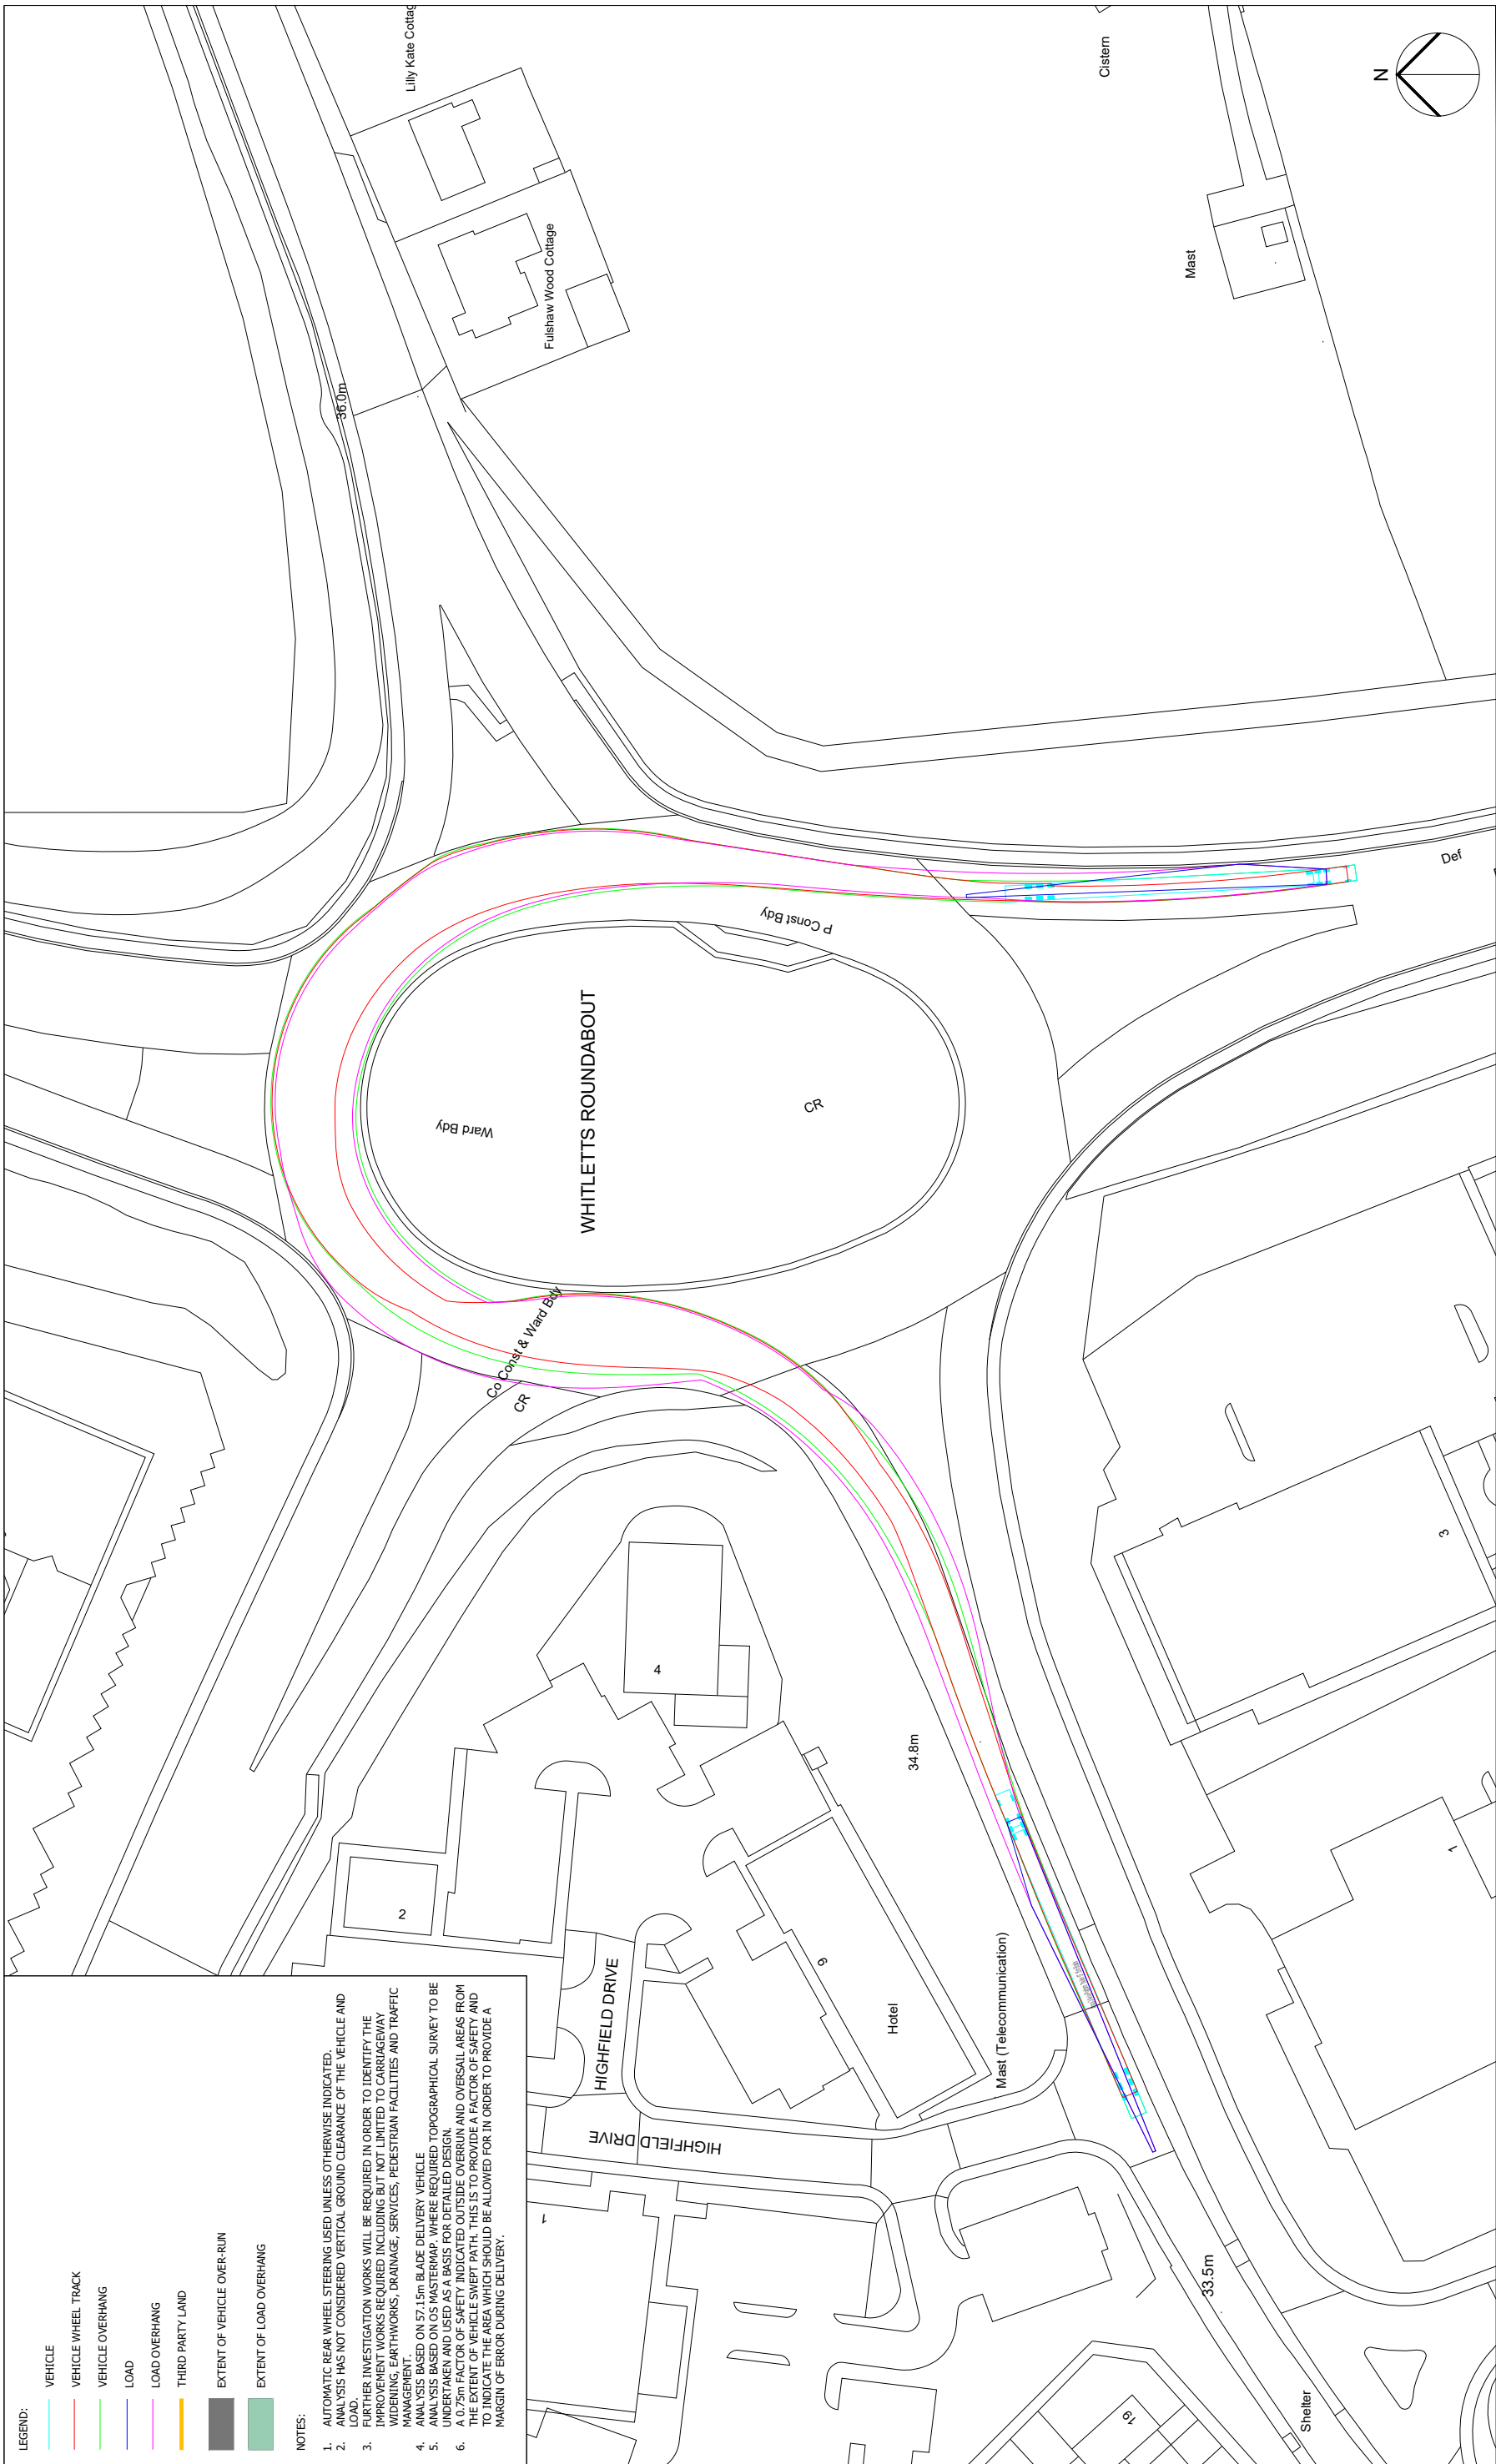 LEGEND:
VEHICLE
VEHICLE WHEEL TRACK
VEHICLE OVERHANG
LOAD
LOAD OVERHANG
THIRD PARTY LAND
EXTENT OF VEHICLE OVER-RUN
EXTENT OF LOAD OVERHANG
NOTES:
1. AUTOMATIC REAR WHEEL STEERING USED UNLESS OTHERWISE INDICATED.
2. ANALYSIS HAS NOT CONSIDERED VERTICAL GROUND CLEARANCE OF THE VEHICLE AND
LOAD.
3. FURTHER INVESTIGATION WORKS WILL BE REQUIRED IN ORDER TO IDENTIFY THE
IMPROVEMENT WORKS REQUIRED INCLUDING BUT NOT LIMITED TO CARRIAGEWAY
WIDENING, EARTHWORKS, DRAINAGE, SERVICES, PEDESTRIAN FACILITIES AND TRAFFIC
MANAGEMENT.
4. ANALYSIS BASED ON 57.15m BLADE DELIVERY VEHICLE
5. ANALYSIS BASED ON OS MASTERMAP. WHERE REQUIRED TOPOGRAPHICAL SURVEY TO BE
UNDERTAKEN AND USED AS A BASIS FOR DETAILED DESIGN.
6. A 0.75m FACTOR OF SAFETY INDICATED OUTSIDE OVERRUN AND OVERSAIL AREAS FROM
THE EXTENT OF VEHICLE SWEPT PATH. THIS IS TO PROVIDE A FACTOR OF SAFETY AND
TO INDICATE THE AREA WHICH SHOULD BE ALLOWED FOR IN ORDER TO PROVIDE A
MARGIN OF ERROR DURING DELIVERY.
Lilly Kate Cottag
Fulshaw Wood Cottage
36.0m
Cistern
Mast
N
Def
P Const Bdy
WHITLETTS ROUNDABOUT
Ward Bdy
CR
Co Const & Ward Bdy
CR
4
2
6
Hotel
34.8m
HIGHFIELD DRIVE
HIGHFIELD DRIVE
Mast (Telecommunication)
1
3
1
33.5m
19
Shelter